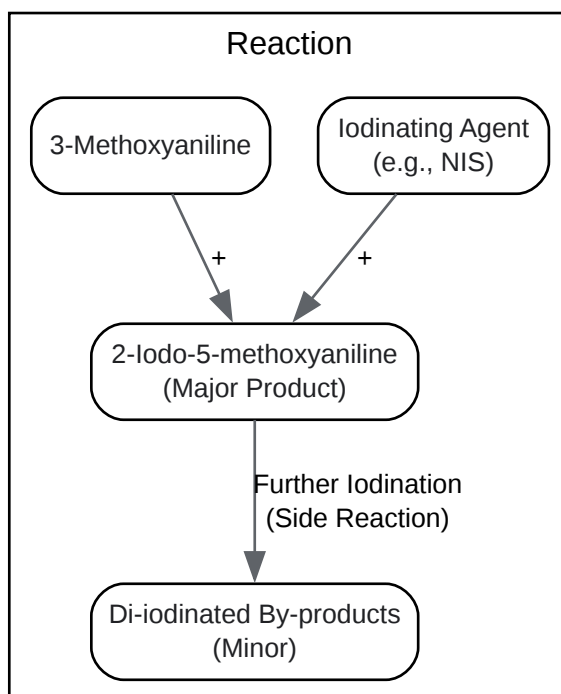 Reaction
3-Methoxyaniline
Iodinating Agent
(e.g., NIS)
+
+
2-Iodo-5-methoxyaniline
(Major Product)
Further Iodination
(Side Reaction)
Di-iodinated By-products
(Minor)